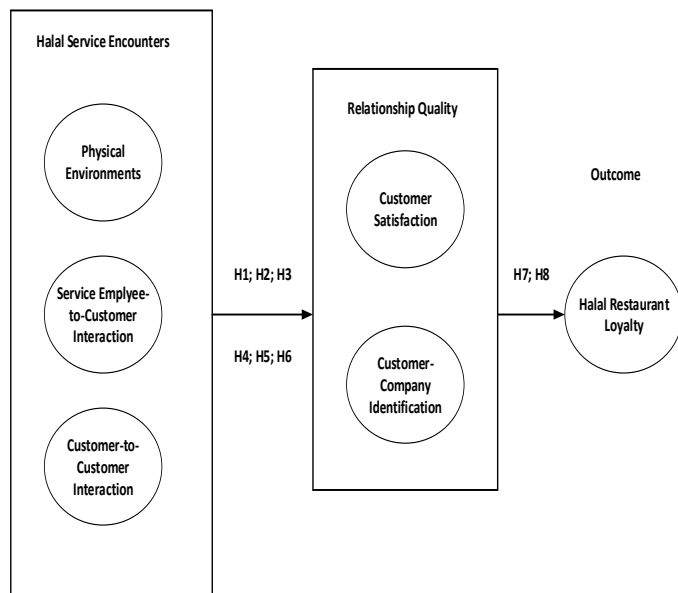 Halal Service Encounters
Physical
Environments
Service Emplyee-
to-Customer
Interaction
Customer-to-
Customer
Interaction
H1; H2; H3
H4; H5; H6
Relationship Quality
Customer
Satisfaction
Customer-
Company
Identification
H7; H8
Outcome
Halal Restaurant
Loyalty